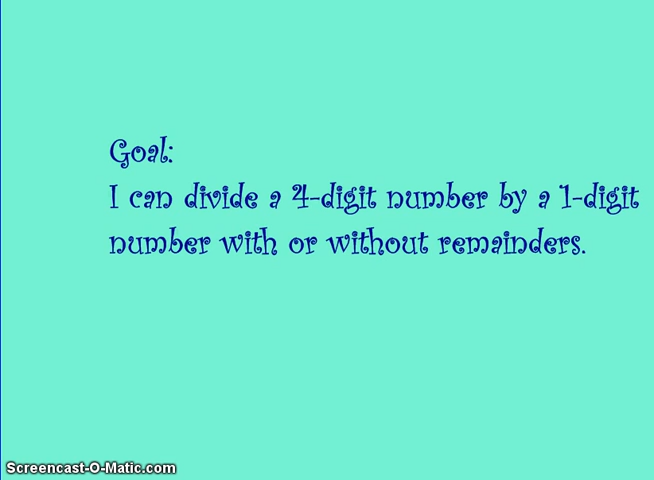 Goal:
I can divide a 4-digit number by a 1-digit
number with or without remainders.
Screencast-O-Matic.com